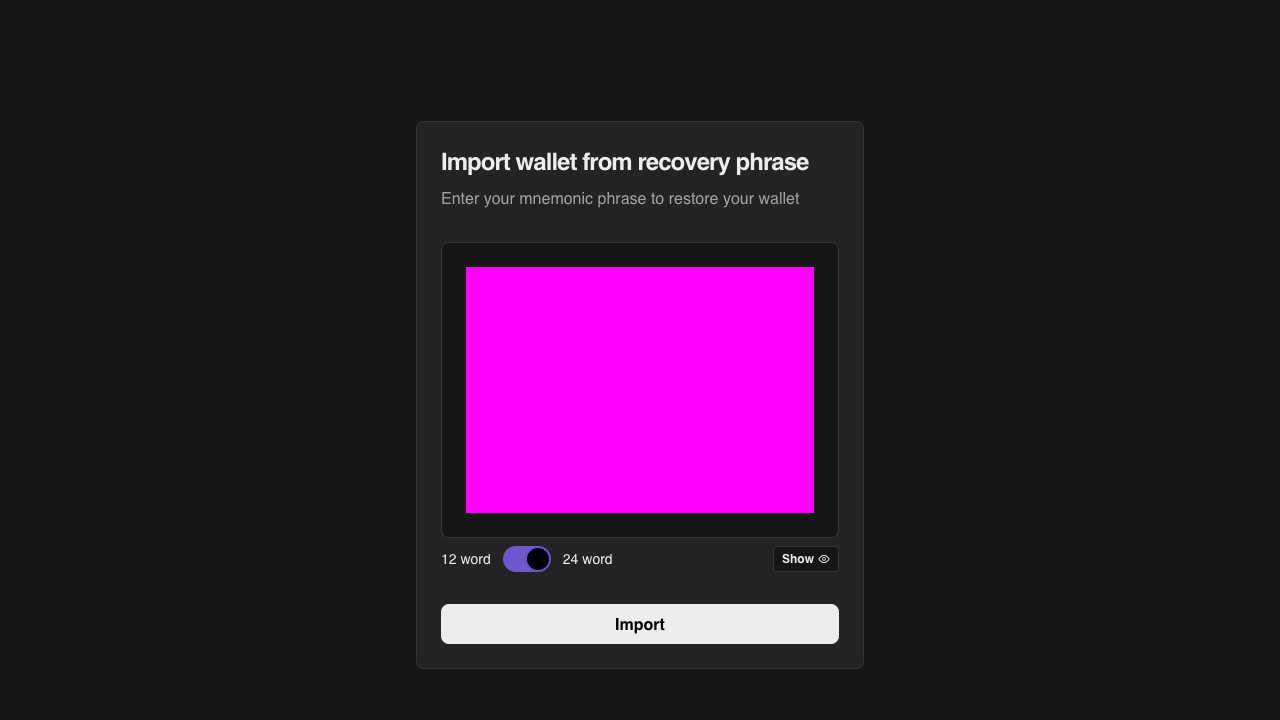 Import wallet from recovery phrase
Enter your mnemonic phrase to restore your wallet
12 word 24 word Show
Import